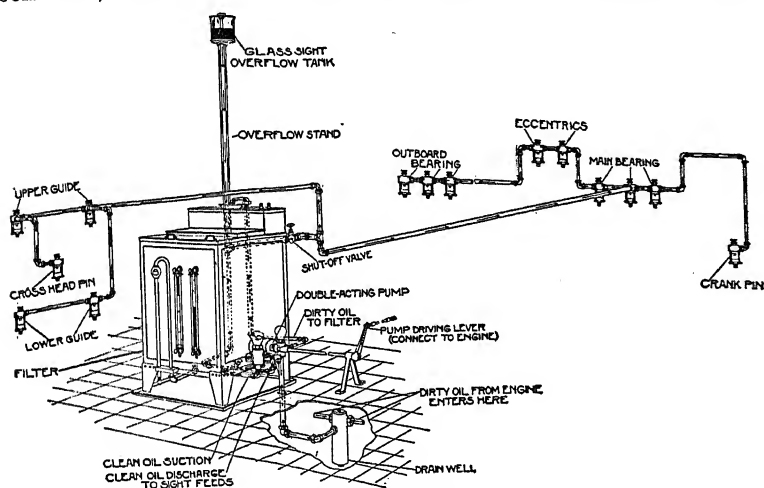 GLASS SIGHT
OVERFLOW TANK
OVERFLOW STAND
ECCENTRICS
OUTBOARD
BEARING
MAIN BEARING
UPPER GUIDE
SHUT-OFF VALVE
CROSS HEAD PIN
CRANK PIN
DOUBLE-ACTING PUMP
DIRTY OIL
TO FILTER
PUMP DRIVING LEVER
(CONNECT TO ENGINE)
LOWER GUIDE
FILTER
DIRTY OIL FROM ENGINE
ENTERS HERE
CLEAN OIL SUCTION
CLEAN OIL DISCHARGE
TO SIGHT FEEDS
DRAIN WELL